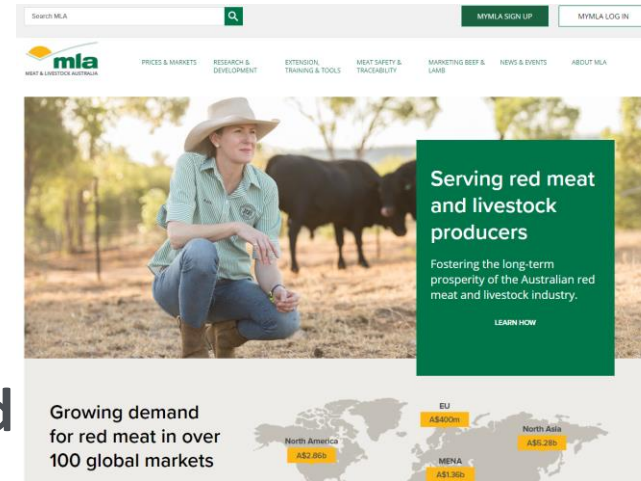 Search MLA
MYMLA SIGN UP
MYMLA LOG IN
mla
MEAT & LIVESTOCK AUSTRALIA
PRICES & MARKETS
RESEARCH &
DEVELOPMENT
EXTENSION,
TRAINING & TOOLS
MEAT SAFETY &
TRACEABILITY
MARKETING BEEF &
LAMB
NEWS & EVENTS
ABOUT MLA
Serving red meat
and livestock
producers
Fostering the long-term
prosperity of the Australian red
meat and livestock industry.
LEARN HOW
d
Growing demand
for red meat in over
100 global markets
EU
A$400m
North America
A$2.86b
North Asia
A$5.28b
MENA
A$1.36b